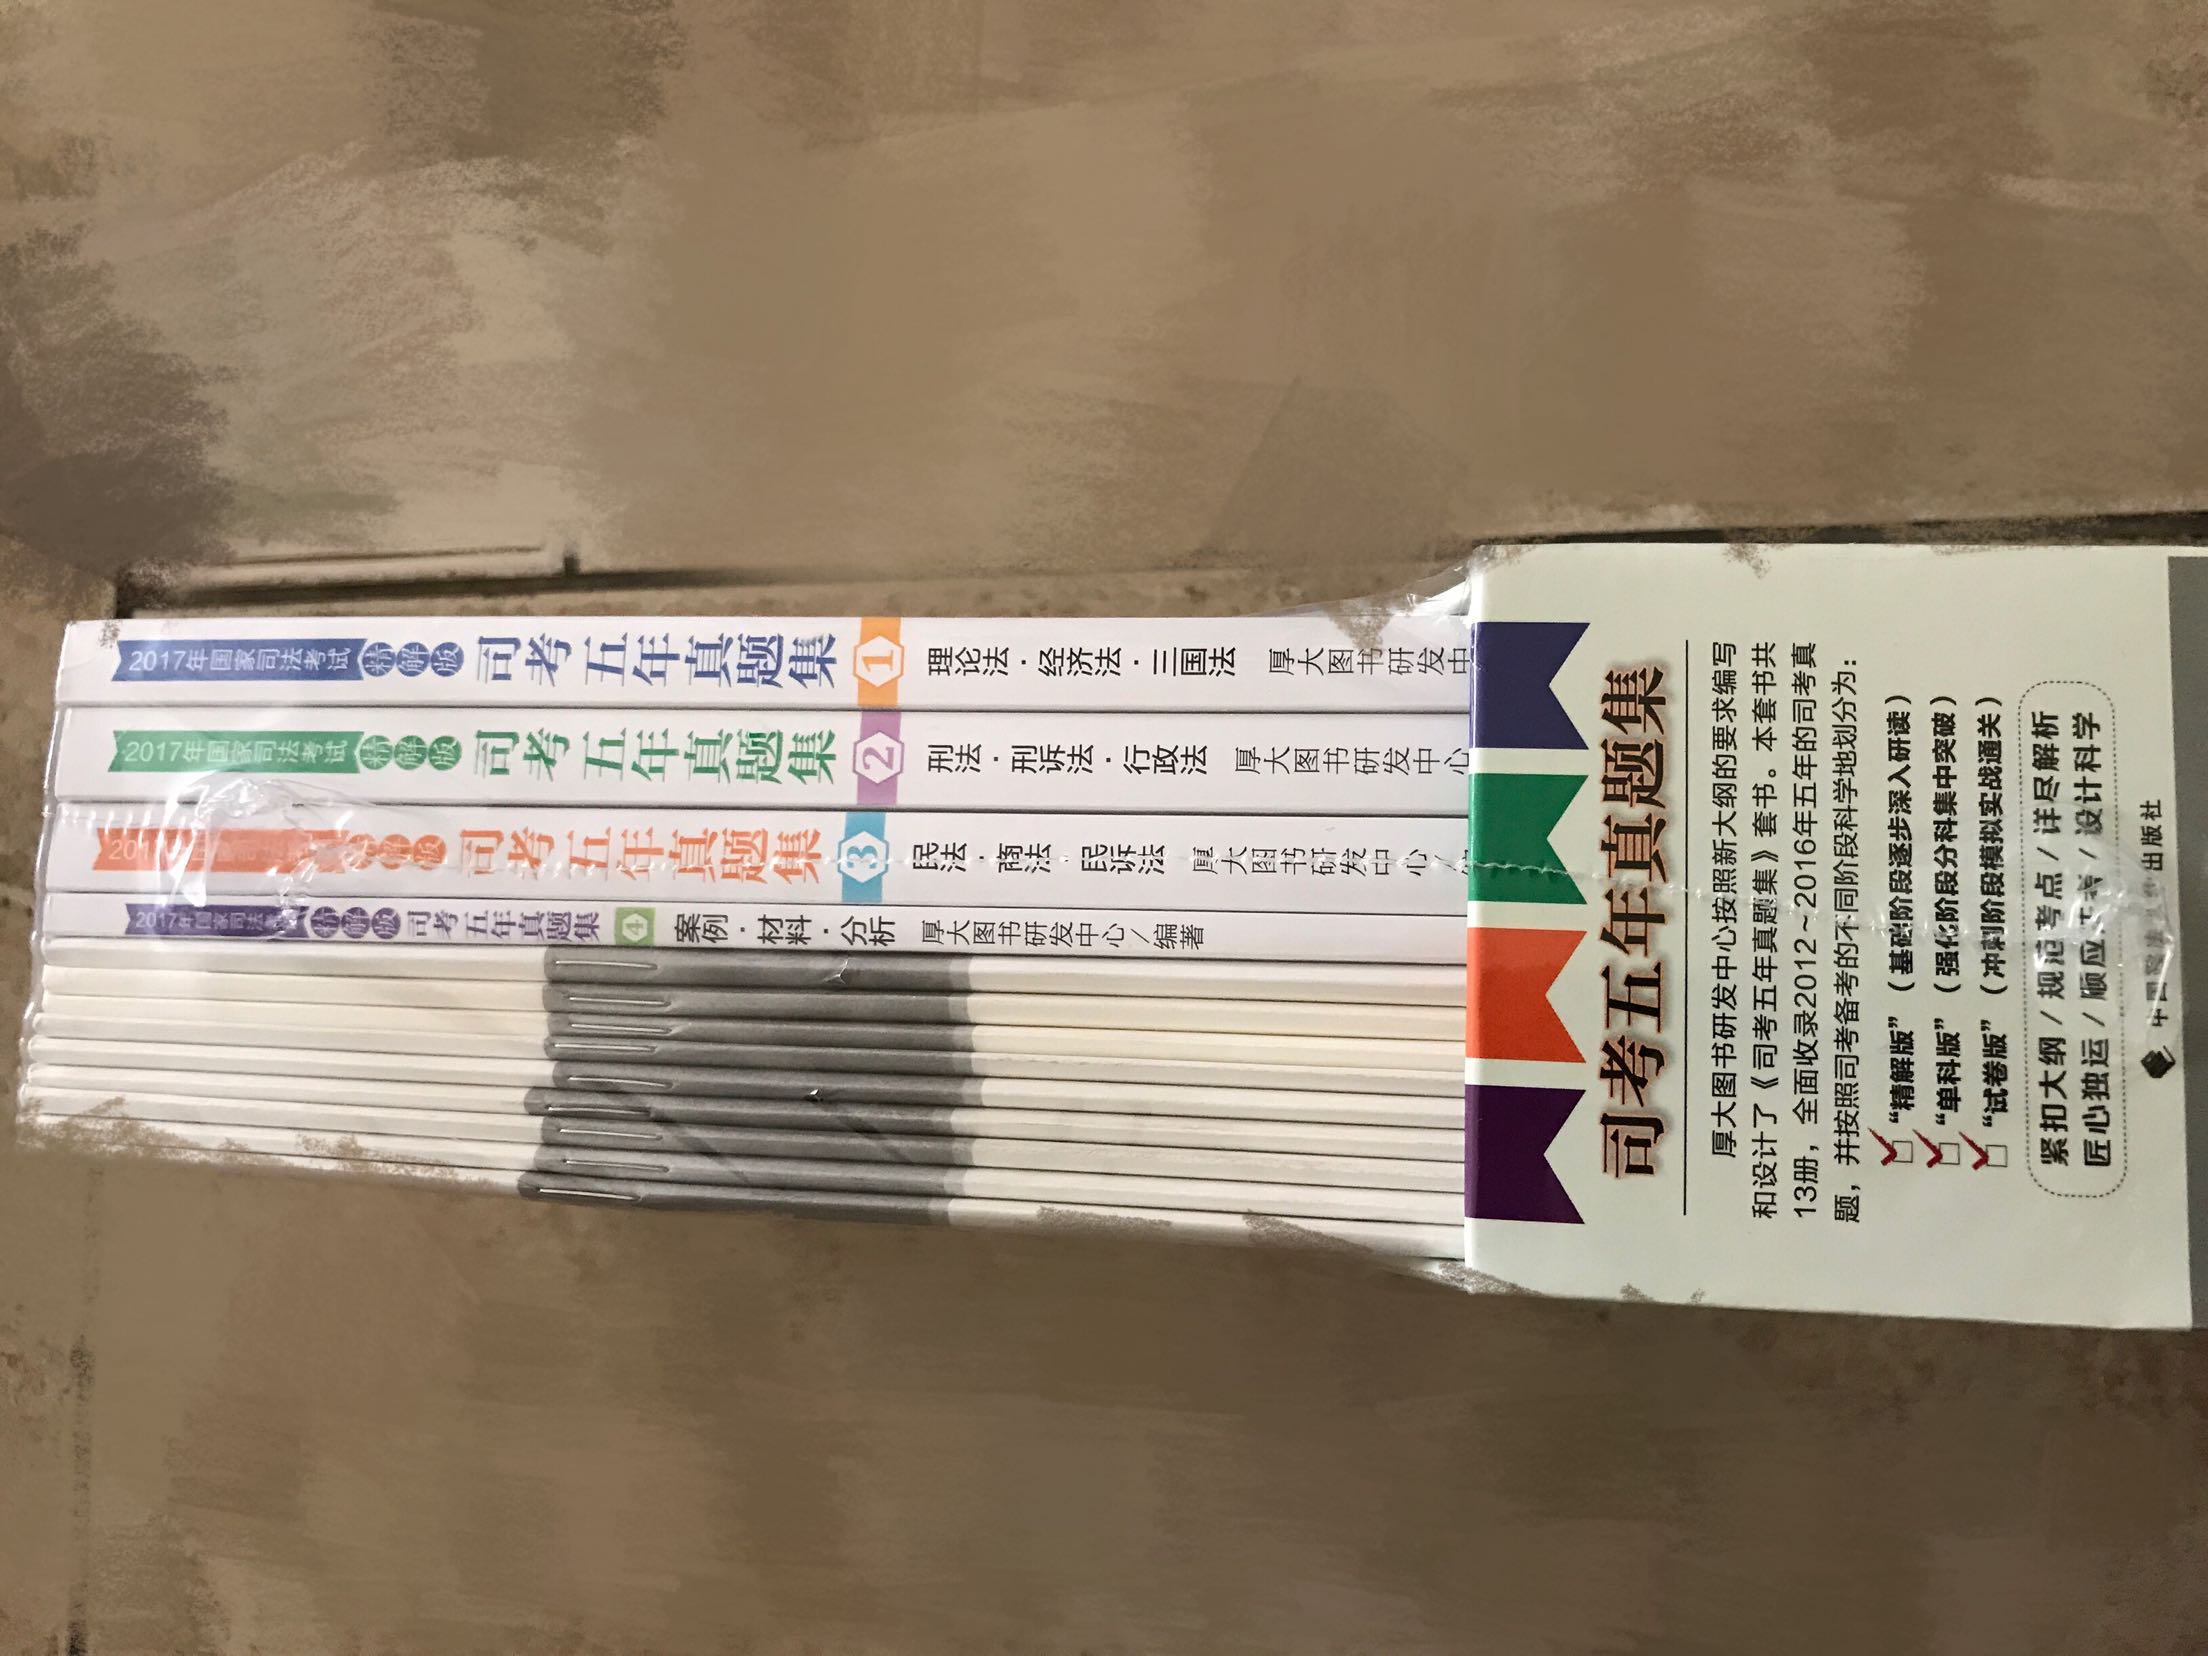 2017年国家司法考试 精解版 司考五年真题集 1 理论法·经济法·三国法 厚大图书研发中
2017年国家司法考试 精解版 司考五年真题集 2 刑法·刑诉法·行政法 厚大图书研发中心
2017 解版 司考五年真题集 3 民法·商法·民诉法 厚大图书研发中心/
2017年国家司法 精解版 司考五年真题集 4 案例·材料·分析 厚大图书研发中心/编著
司考五年真题集
厚大图书研发中心按照新大纲的要求编写
和设计了《司考五年真题集》套书。本套书共
13册，全面收录2012~2016年五年的司考真
题，并按照司考备考的不同阶段科学地划分为：
“精解版”（基础阶段逐步深入研读）
“单科版”（强化阶段分科集中突破）
“试卷版”（冲刺阶段模拟实战通关）
紧扣大纲/规范考点/详尽解析
匠心独运/顺应 /设计科学
中国 法 出版社